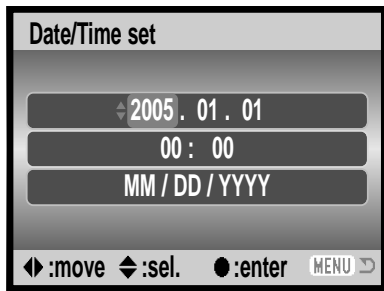 Date/Time set
2005 . 01 . 01
00 : 00
MM / DD / YYYY
:move :sel. :enter MENU